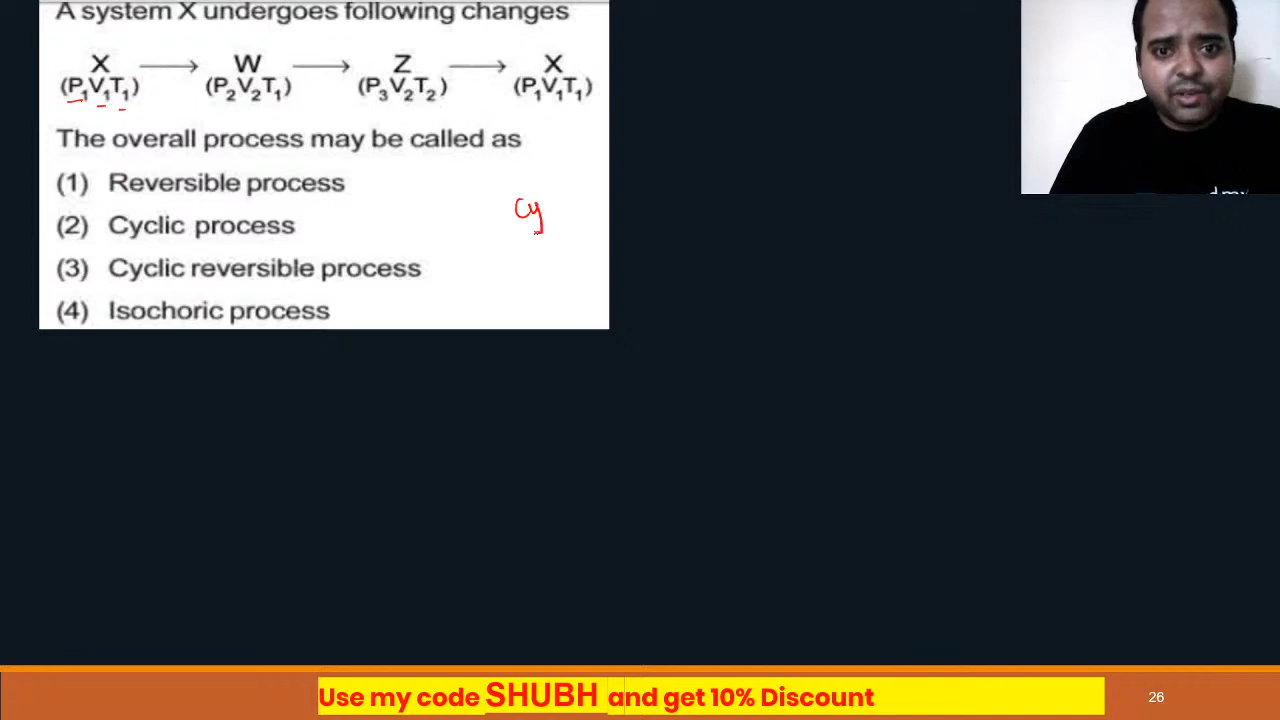 A system X undergoes following changes
X ⟶ W ⟶ Z ⟶ X
(P₁V₁T₁) (P₂V₂T₁) (P₃V₂T₂) (P₁V₁T₁)
The overall process may be called as
(1) Reversible process
(2) Cyclic process
(3) Cyclic reversible process
(4) Isochoric process
Cy
Use my code SHUBH and get 10% Discount
26